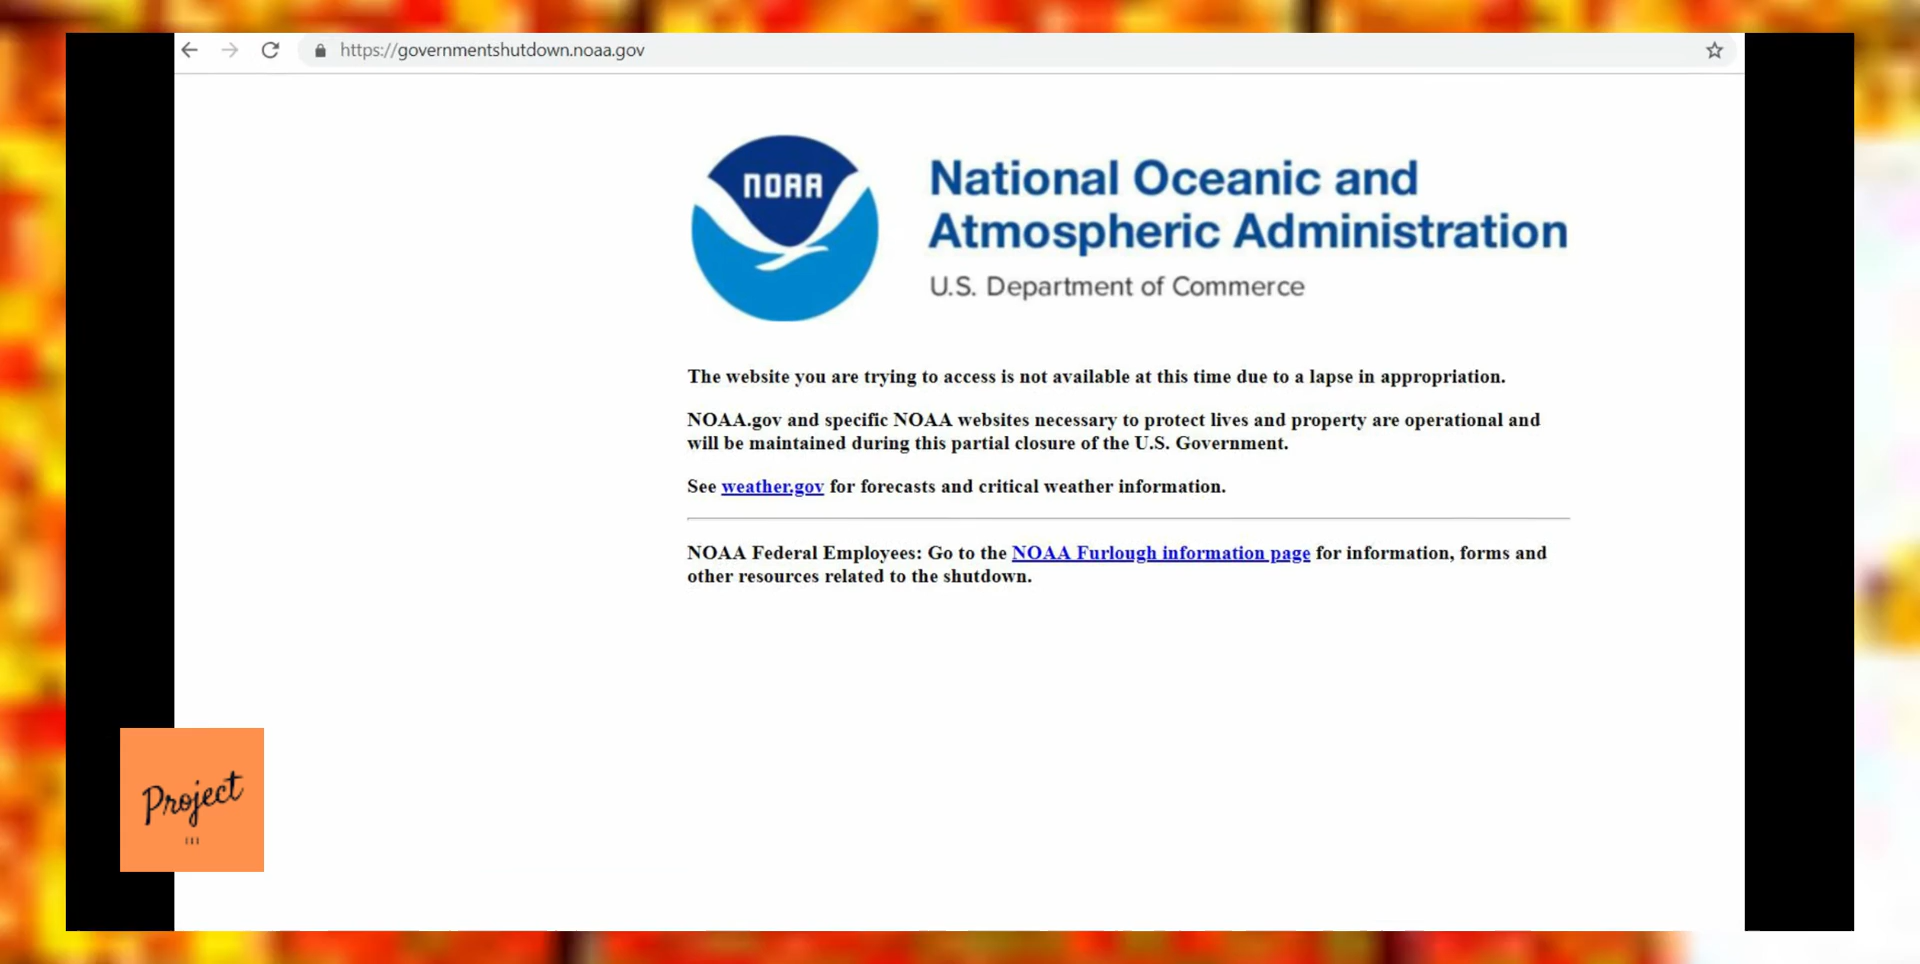 https://governmentshutdown.noaa.gov
NOAA
National Oceanic and
Atmospheric Administration
U.S. Department of Commerce
The website you are trying to access is not available at this time due to a lapse in appropriation.
NOAA.gov and specific NOAA websites necessary to protect lives and property are operational and
will be maintained during this partial closure of the U.S. Government.
See weather.gov for forecasts and critical weather information.
NOAA Federal Employees: Go to the NOAA Furlough information page for information, forms and
other resources related to the shutdown.
Project
III